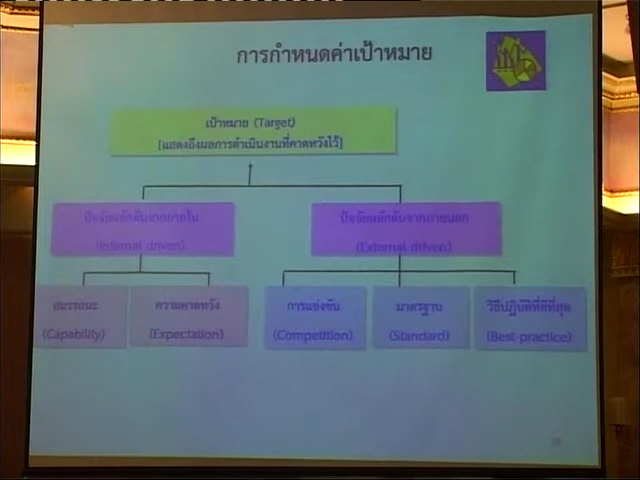 การกำหนดค่าเป้าหมาย
เป้าหมาย (Target)
[แสดงถึงผลการดำเนินงานที่คาดหวังไว้]
ปัจจัยผลักดันจากภายใน
(Internal driven)
ปัจจัยผลักดันจากภายนอก
(External driven)
สมรรถนะ
(Capability)
ความคาดหวัง
(Expectation)
การแข่งขัน
(Competition)
มาตรฐาน
(Standard)
วิธีปฏิบัติที่ดีที่สุด
(Best-practice)